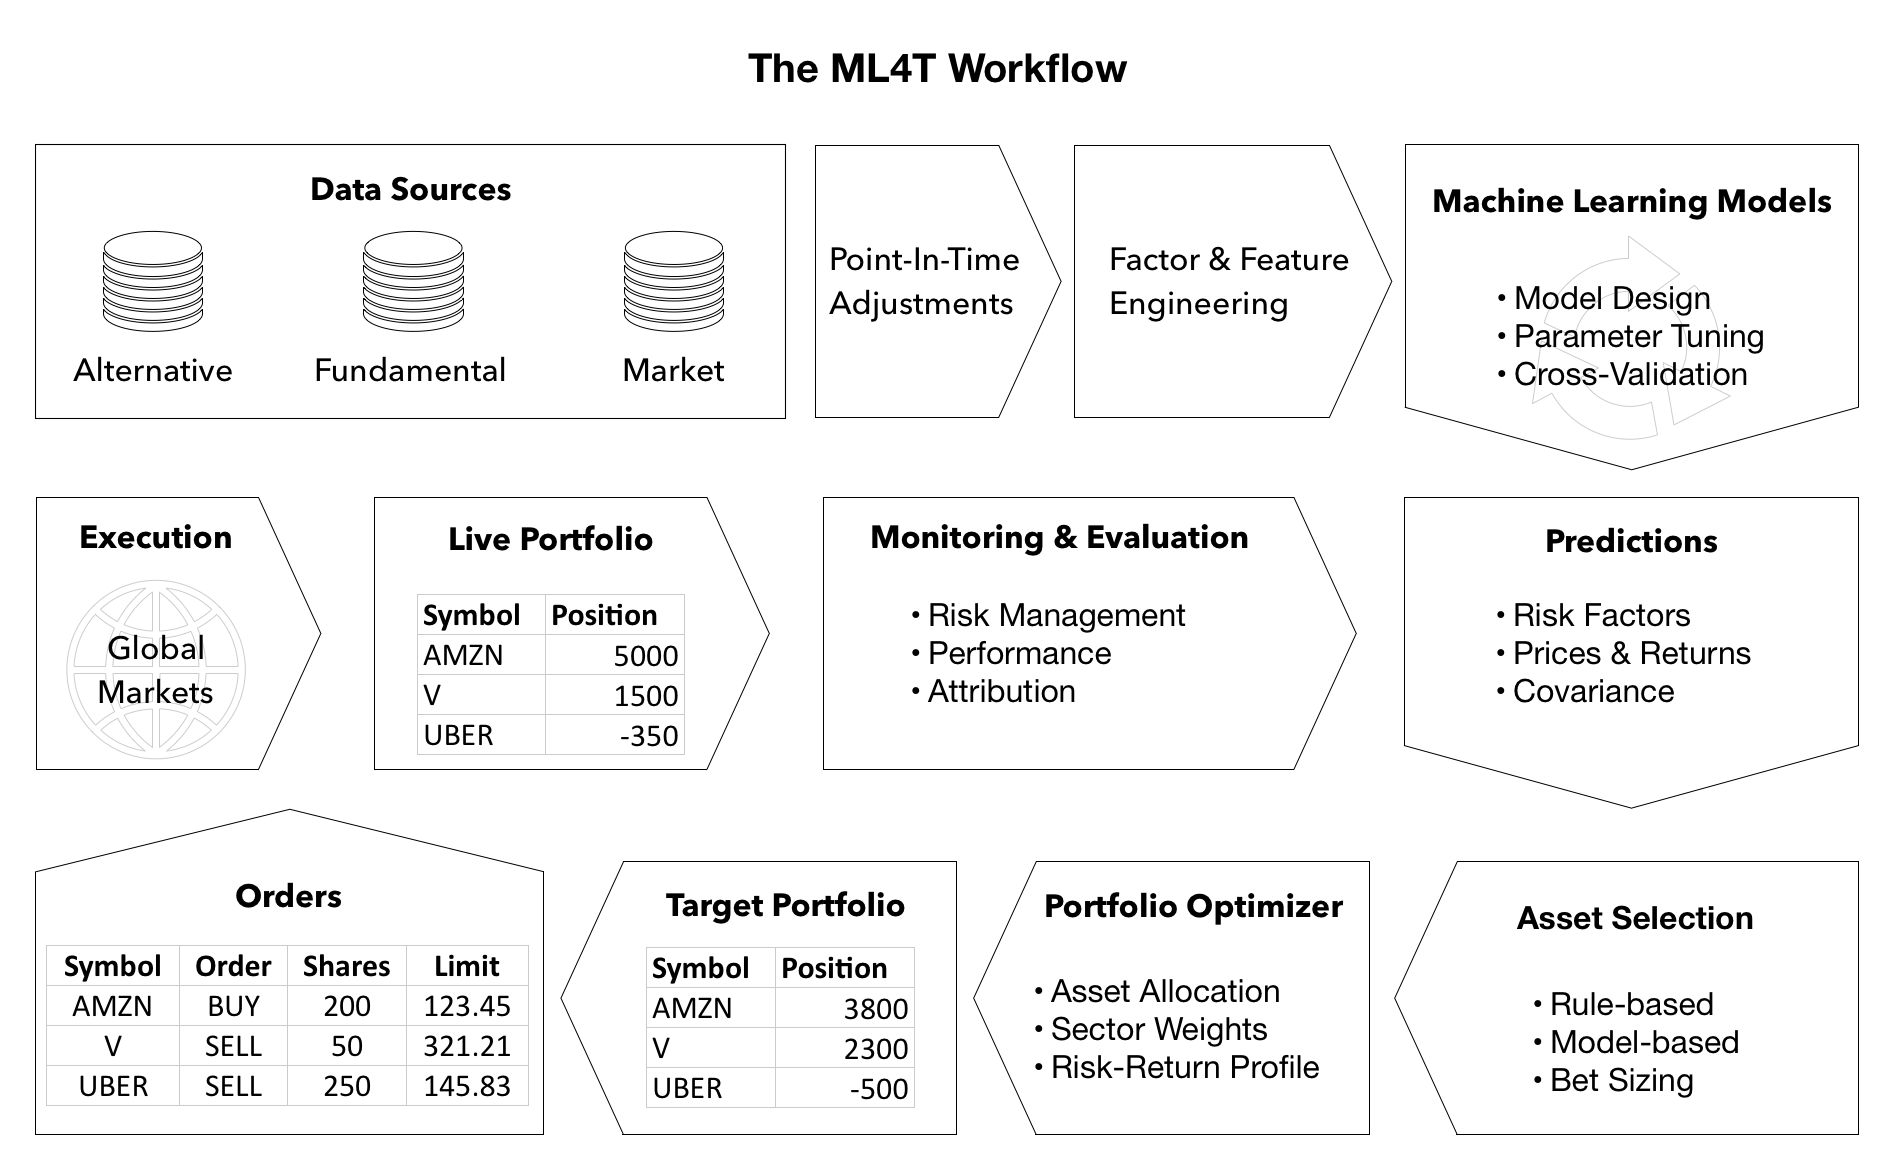 The ML4T Workflow
Data Sources
Alternative
Fundamental
Market
Point-In-Time
Adjustments
Factor & Feature
Engineering
Machine Learning Models
• Model Design
• Parameter Tuning
• Cross-Validation
Execution
Global
Markets
Live Portfolio
Symbol Position
AMZN 5000
V 1500
UBER -350
Monitoring & Evaluation
• Risk Management
• Performance
• Attribution
Predictions
• Risk Factors
• Prices & Returns
• Covariance
Orders
Symbol Order Shares Limit
AMZN BUY 200 123.45
V SELL 50 321.21
UBER SELL 250 145.83
Target Portfolio
Symbol Position
AMZN 3800
V 2300
UBER -500
Portfolio Optimizer
• Asset Allocation
• Sector Weights
• Risk-Return Profile
Asset Selection
• Rule-based
• Model-based
• Bet Sizing